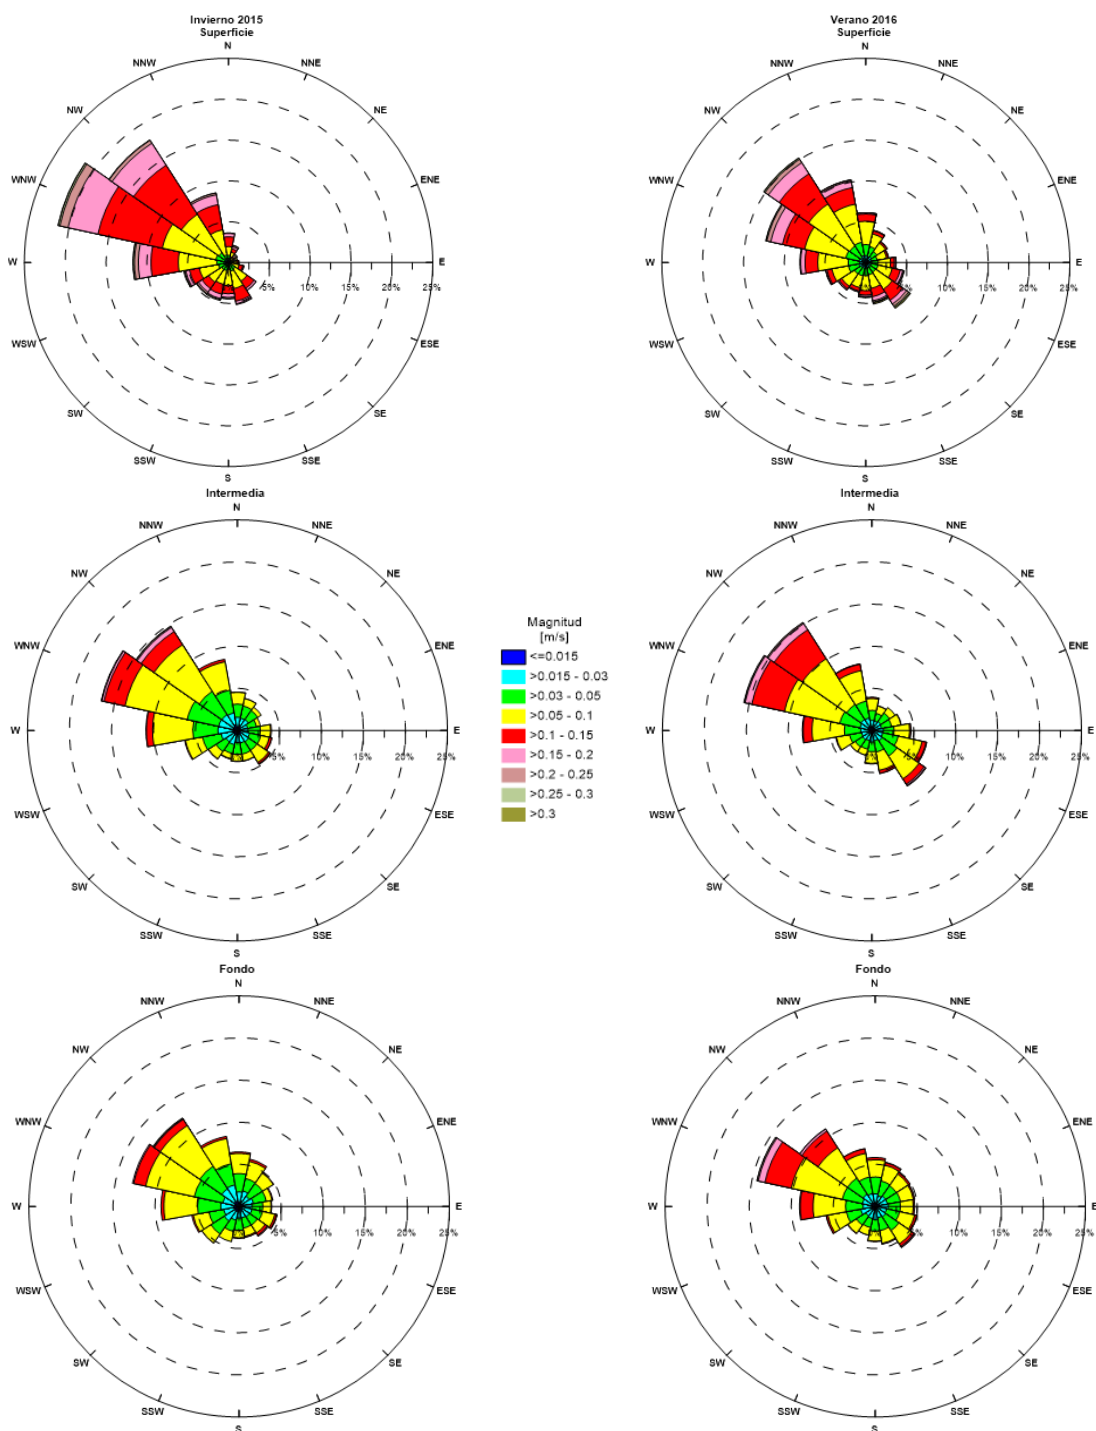 Invierno 2015
Superficie
N
NNW
NNE
NW
NE
WNW
ENE
W
E
5%
10%
15%
20%
25%
WSW
ESE
SW
SE
SSW
SSE
S
Verano 2016
Superficie
N
NNW
NNE
NW
NE
WNW
ENE
W
E
5%
10%
15%
20%
25%
WSW
ESE
SW
SE
SSW
SSE
S
Intermedia
N
NNW
NNE
NW
NE
WNW
ENE
W
E
5%
10%
15%
20%
25%
WSW
ESE
SW
SE
SSW
SSE
S
Magnitud
[m/s]
<=0.015
>0.015 - 0.03
>0.03 - 0.05
>0.05 - 0.1
>0.1 - 0.15
>0.15 - 0.2
>0.2 - 0.25
>0.25 - 0.3
>0.3
Intermedia
N
NNW
NNE
NW
NE
WNW
ENE
W
E
5%
10%
15%
20%
25%
WSW
ESE
SW
SE
SSW
SSE
S
Fondo
N
NNW
NNE
NW
NE
WNW
ENE
W
E
5%
10%
15%
20%
25%
WSW
ESE
SW
SE
SSW
SSE
S
Fondo
N
NNW
NNE
NW
NE
WNW
ENE
W
E
5%
10%
15%
20%
25%
WSW
ESE
SW
SE
SSW
SSE
S